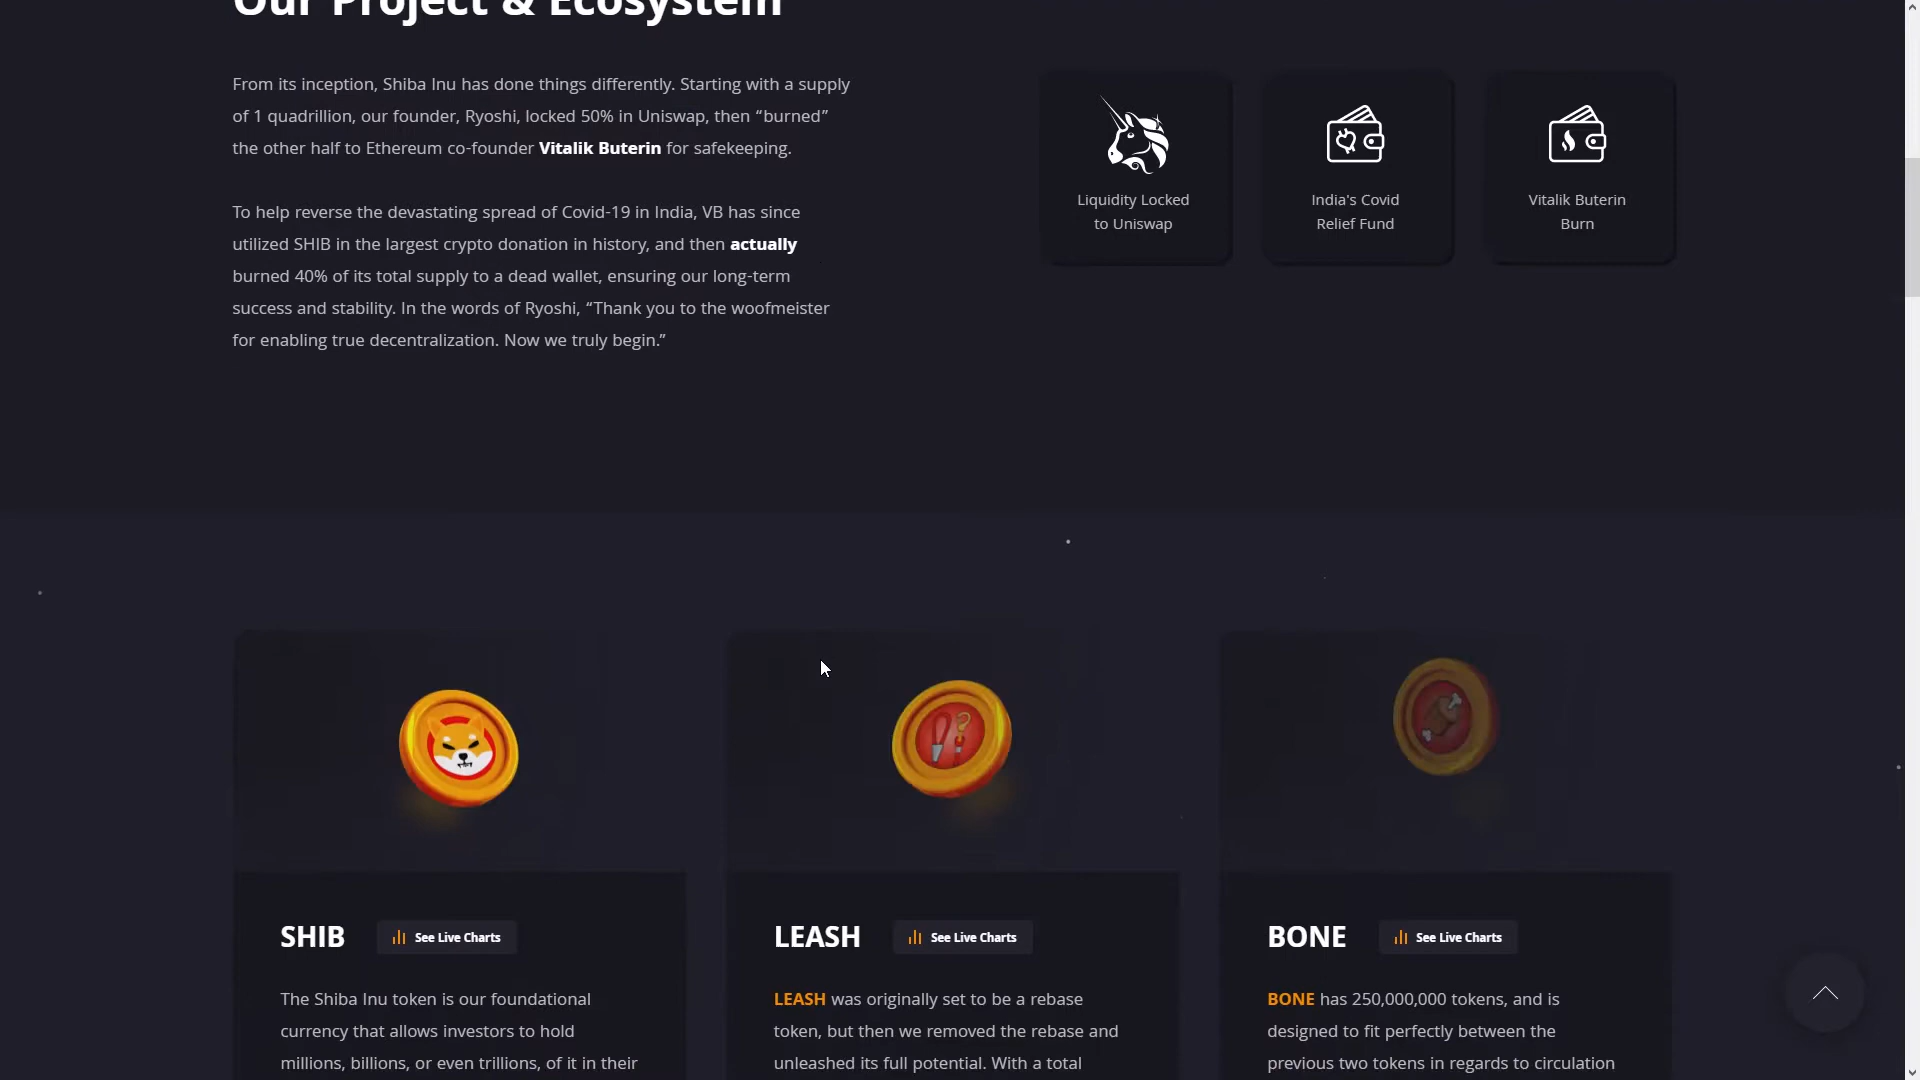 Our Project & Ecosystem
From its inception, Shiba Inu has done things differently. Starting with a supply
of 1 quadrillion, our founder, Ryoshi, locked 50% in Uniswap, then “burned”
the other half to Ethereum co-founder Vitalik Buterin for safekeeping.
To help reverse the devastating spread of Covid-19 in India, VB has since
utilized SHIB in the largest crypto donation in history, and then actually
burned 40% of its total supply to a dead wallet, ensuring our long-term
success and stability. In the words of Ryoshi, “Thank you to the woofmeister
for enabling true decentralization. Now we truly begin.”
Liquidity Locked
to Uniswap
India's Covid
Relief Fund
Vitalik Buterin
Burn
SHIB
See Live Charts
The Shiba Inu token is our foundational
currency that allows investors to hold
millions, billions, or even trillions, of it in their
LEASH
See Live Charts
LEASH was originally set to be a rebase
token, but then we removed the rebase and
unleashed its full potential. With a total
BONE
See Live Charts
BONE has 250,000,000 tokens, and is
designed to fit perfectly between the
previous two tokens in regards to circulation